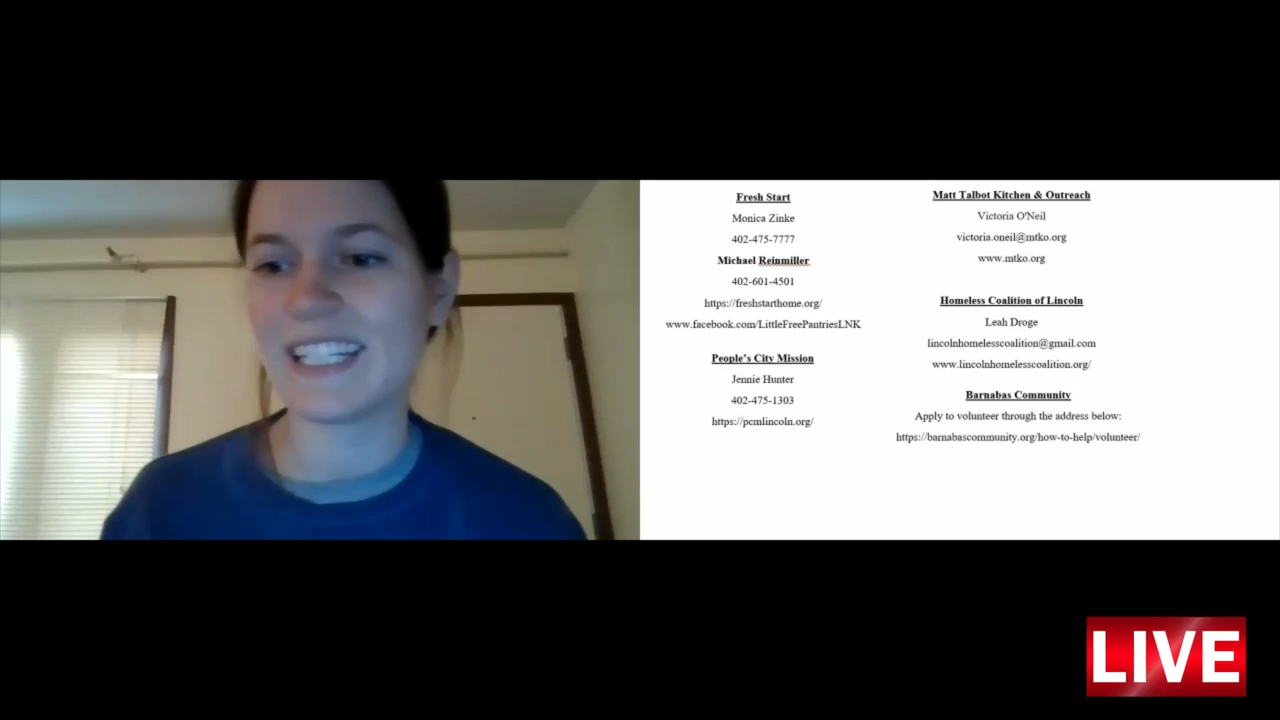 Fresh Start
Monica Zinke
402-475-7777
Michael Reinmiller
402-601-4501
https://freshstarthome.org/
www.facebook.com/LittleFreePantriesLNK
People's City Mission
Jennie Hunter
402-475-1303
https://pcmlincoln.org/
Matt Talbot Kitchen & Outreach
Victoria O'Neil
victoria.oneil@mtko.org
www.mtko.org
Homeless Coalition of Lincoln
Leah Droge
lincolnhomelesscoalition@gmail.com
www.lincolnhomelesscoalition.org/
Barnabas Community
Apply to volunteer through the address below:
https://barnabascommunity.org/how-to-help/volunteer/
LIVE